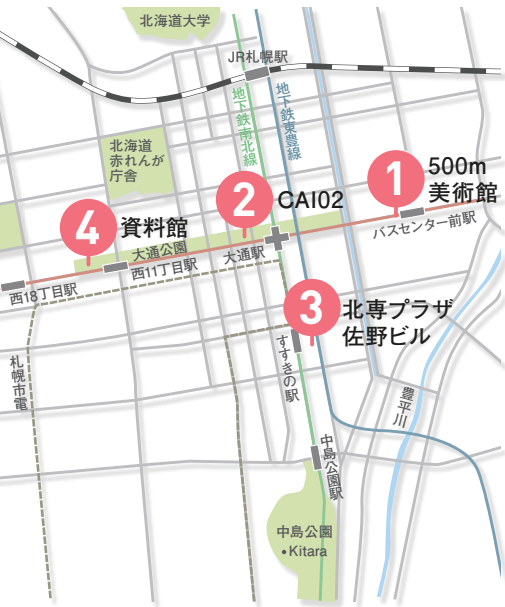 北海道大学
JR札幌駅
地下鉄南北線
地下鉄東豊線
北海道
赤れんが
庁舎
1
500m
美術館
2
CAI02
バスセンター前駅
4
資料館
大通公園
西11丁目駅
大通駅
西18丁目駅
3
北専プラザ
佐野ビル
すすきの駅
札幌市電
豊平川
中島公園駅
中島公園
•Kitara